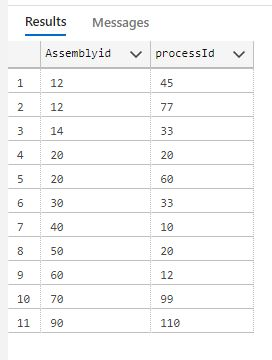 Results Messages
Assemblyid processId
1 12 45
2 12 77
3 14 33
4 20 20
5 20 60
6 30 33
7 40 10
8 50 20
9 60 12
10 70 99
11 90 110